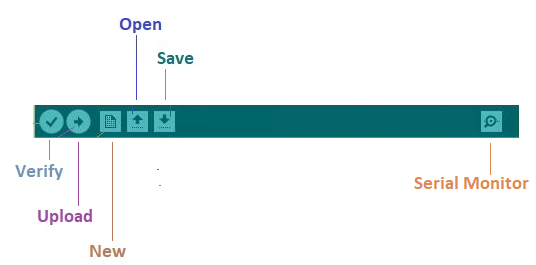 Open
Save
Verify
Serial Monitor
Upload
New